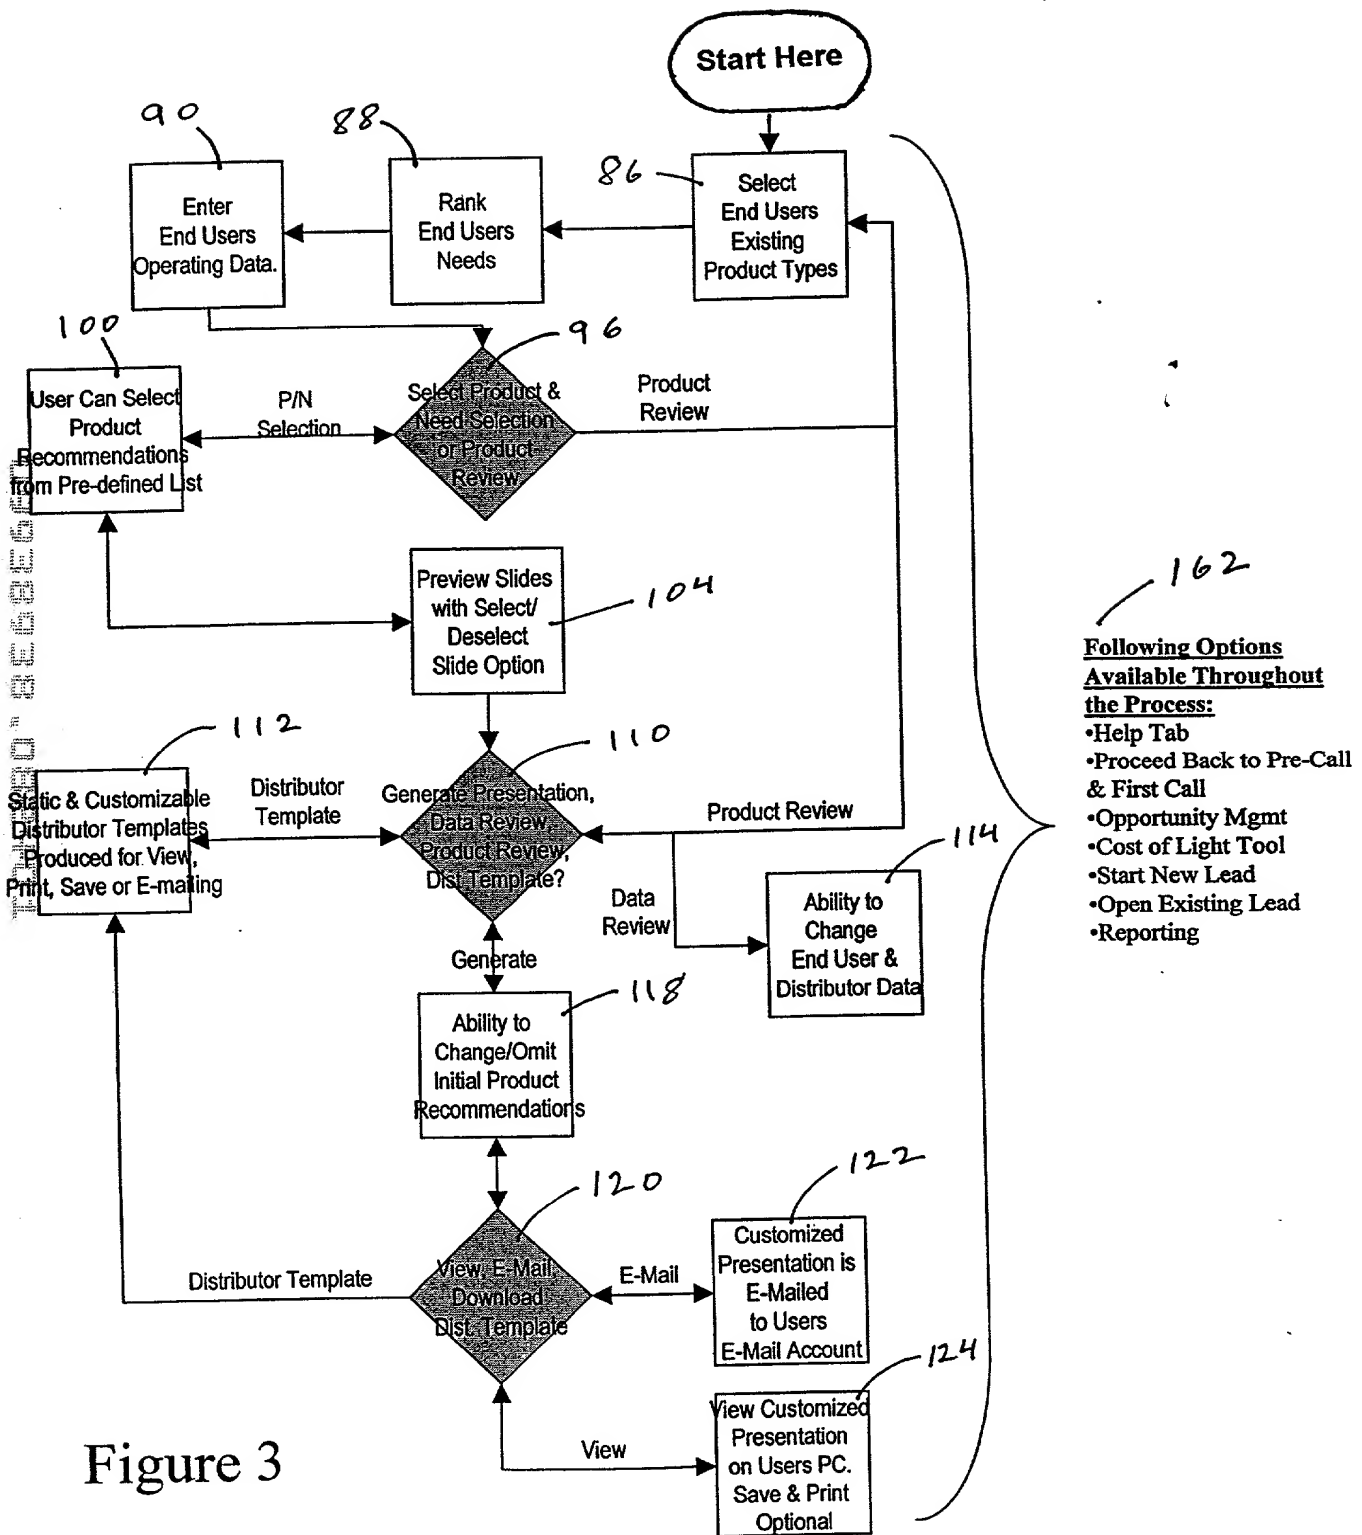 Start Here
90
88
86
Select
End Users
Existing
Product Types
Rank
End Users
Needs
Enter
End Users
Operating Data.
100
96
User Can Select
Product
Recommendations
from Pre-defined List
P/N
Selection
Select Product &
Need Selection
or Product
Review
Product
Review
Preview Slides
with Select/
Deselect
Slide Option
104
162
Following Options
Available Throughout
the Process:
•Help Tab
•Proceed Back to Pre-Call
& First Call
•Opportunity Mgmt
•Cost of Light Tool
•Start New Lead
•Open Existing Lead
•Reporting
112
110
Static & Customizable
Distributor Templates
Produced for View,
Print, Save or E-mailing
Distributor
Template
Generate Presentation,
Data Review,
Product Review,
Dist. Template?
Product Review
114
Data
Review
Ability to
Change
End User &
Distributor Data
Generate
118
Ability to
Change/Omit
Initial Product
Recommendations
120
122
Distributor Template
View, E-Mail,
Download
Dist. Template
E-Mail
Customized
Presentation is
E-Mailed
to Users
E-Mail Account
124
View
View Customized
Presentation
on Users PC.
Save & Print
Optional
Figure 3